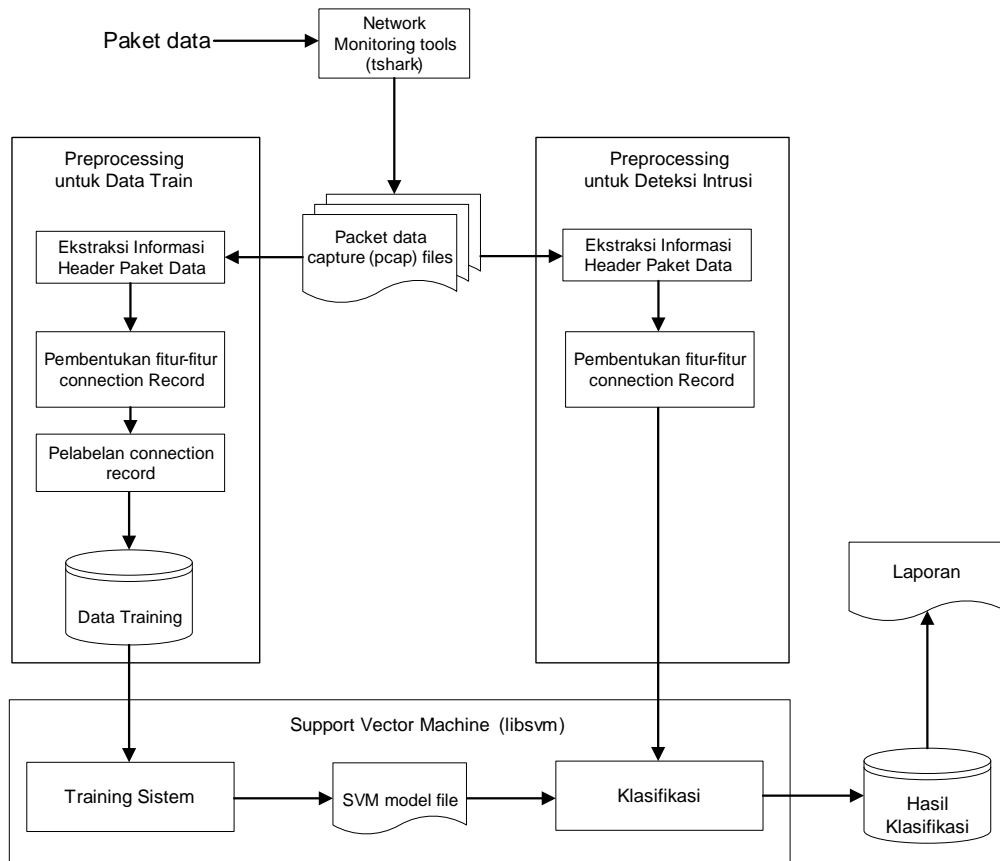 Paket data
Network
Monitoring tools
(tshark)
Preprocessing
untuk Data Train
Ekstraksi Informasi
Header Paket Data
Pembentukan fitur-fitur
connection Record
Pelabelan connection
record
Data Training
Packet data
capture (pcap) files
Preprocessing
untuk Deteksi Intrusi
Ekstraksi Informasi
Header Paket Data
Pembentukan fitur-fitur
connection Record
Support Vector Machine (libsvm)
Training Sistem
SVM model file
Klasifikasi
Hasil
Klasifikasi
Laporan